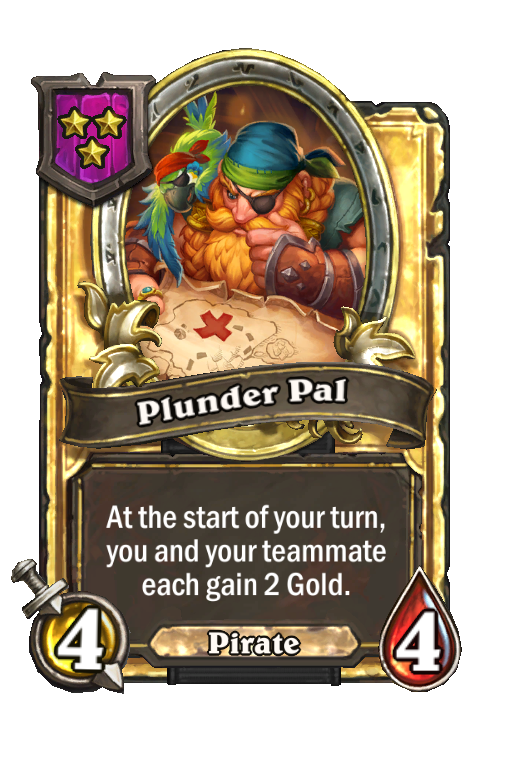 Plunder Pal
At the start of your turn,
you and your teammate
each gain 2 Gold.
4
Pirate
4